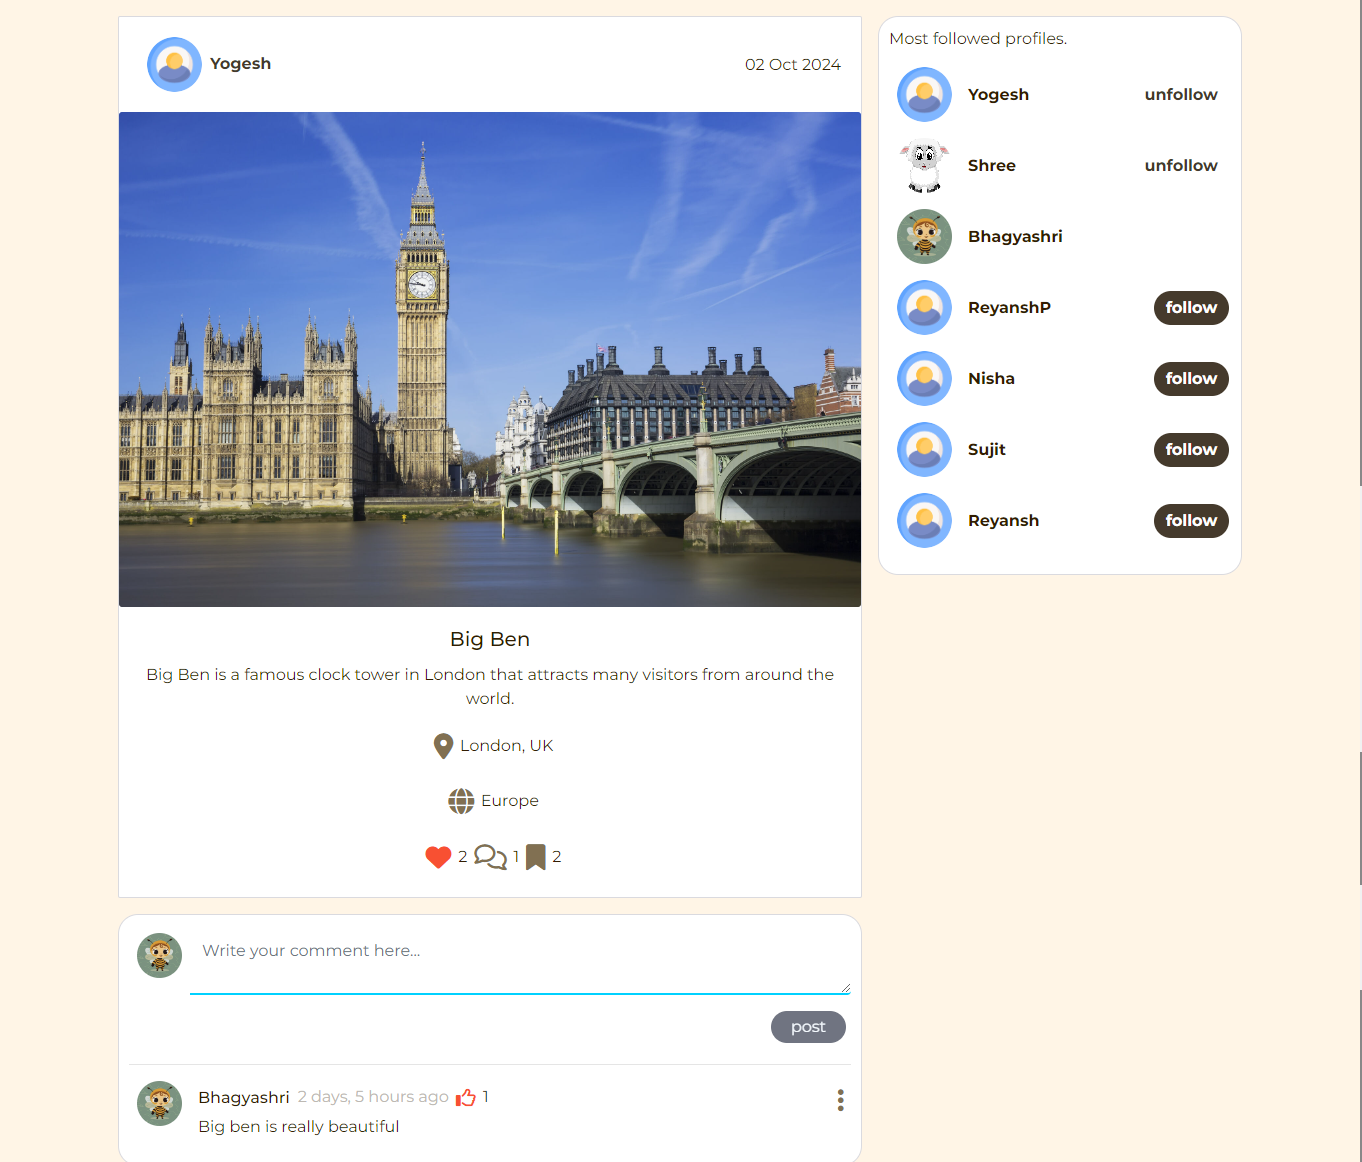 Yogesh
02 Oct 2024
Big Ben
Big Ben is a famous clock tower in London that attracts many visitors from around the
world.
London, UK
Europe
2 1 2
Write your comment here...
post
Bhagyashri 2 days, 5 hours ago 1
Big ben is really beautiful
Most followed profiles.
Yogesh unfollow
Shree unfollow
Bhagyashri
ReyanshP follow
Nisha follow
Sujit follow
Reyansh follow